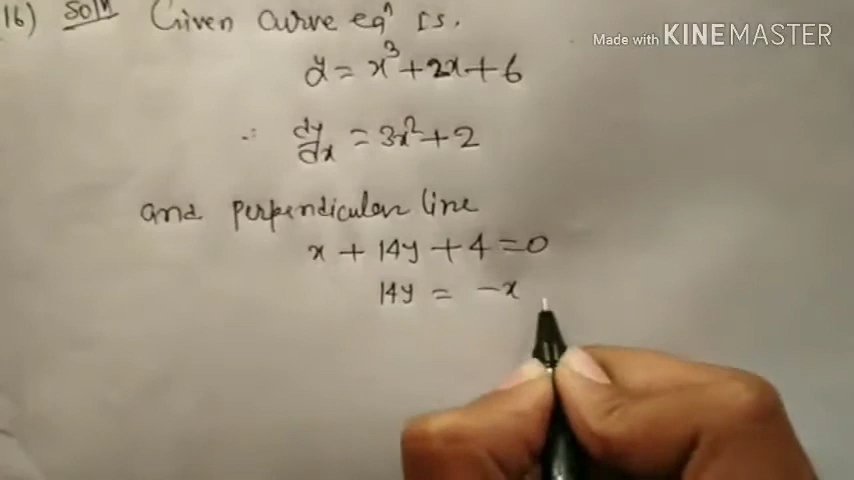 16) Soln Given curve eqn is.
Made with KINEMASTER
y = x³ + 2x + 6
∴ dy/dx = 3x² + 2
and perpendicular line
x + 14y + 4 = 0
14y = -x